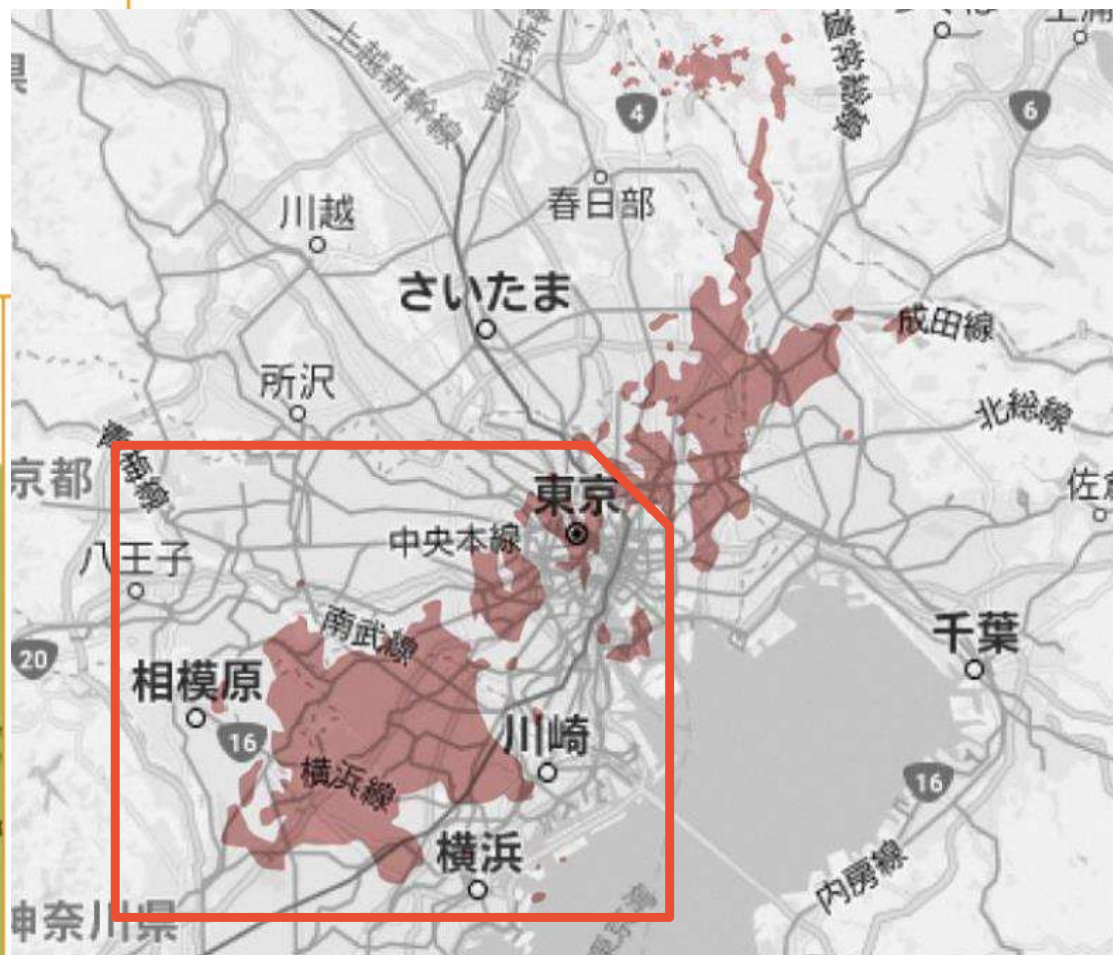 上越新幹線
4
6
春日部
川越
さいたま
成田線
所沢
北総線
青梅線
京都
東京
中央本線
八王子
南武線
20
千葉
相模原
16
川崎
横浜線
16
横浜
内房線
神奈川県